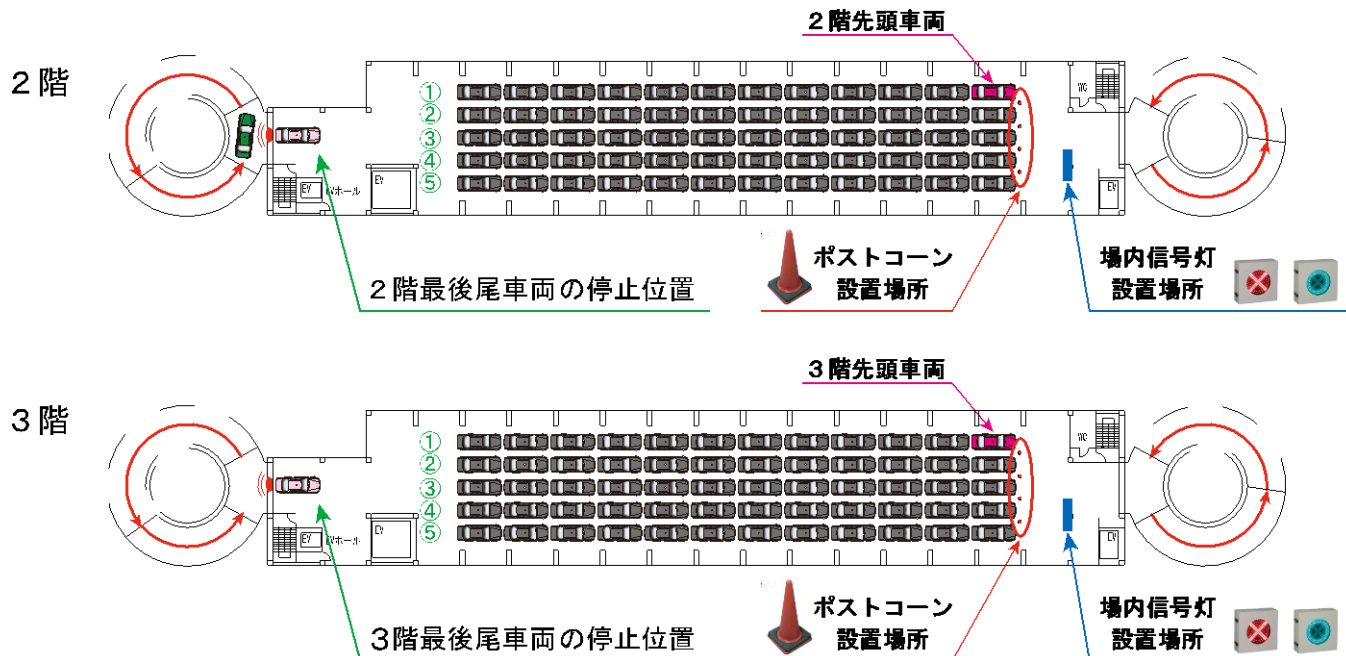 2階先頭車両
2階
WC
①
②
③
④
⑤
EV
EVホール
EV
EV
2階最後尾車両の停止位置
ポストコーン
設置場所
場内信号灯
設置場所
3階先頭車両
3階
WC
①
②
③
④
⑤
EV
EVホール
EV
EV
3階最後尾車両の停止位置
ポストコーン
設置場所
場内信号灯
設置場所